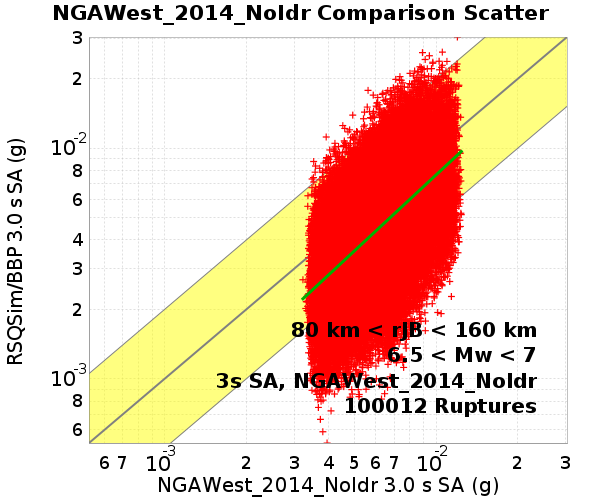 NGAWest_2014_NoIdr Comparison Scatter
RSQSim/BBP 3.0 s SA (g)
3
2
10-2
8
6
4
3
2
10-3
8
6
80 km < rJB < 160 km
6.5 < Mw < 7
3s SA, NGAWest_2014_NoIdr
100012 Ruptures
6 7 10-3 2 3 4 5 6 7 10-2 2 3
NGAWest_2014_NoIdr 3.0 s SA (g)